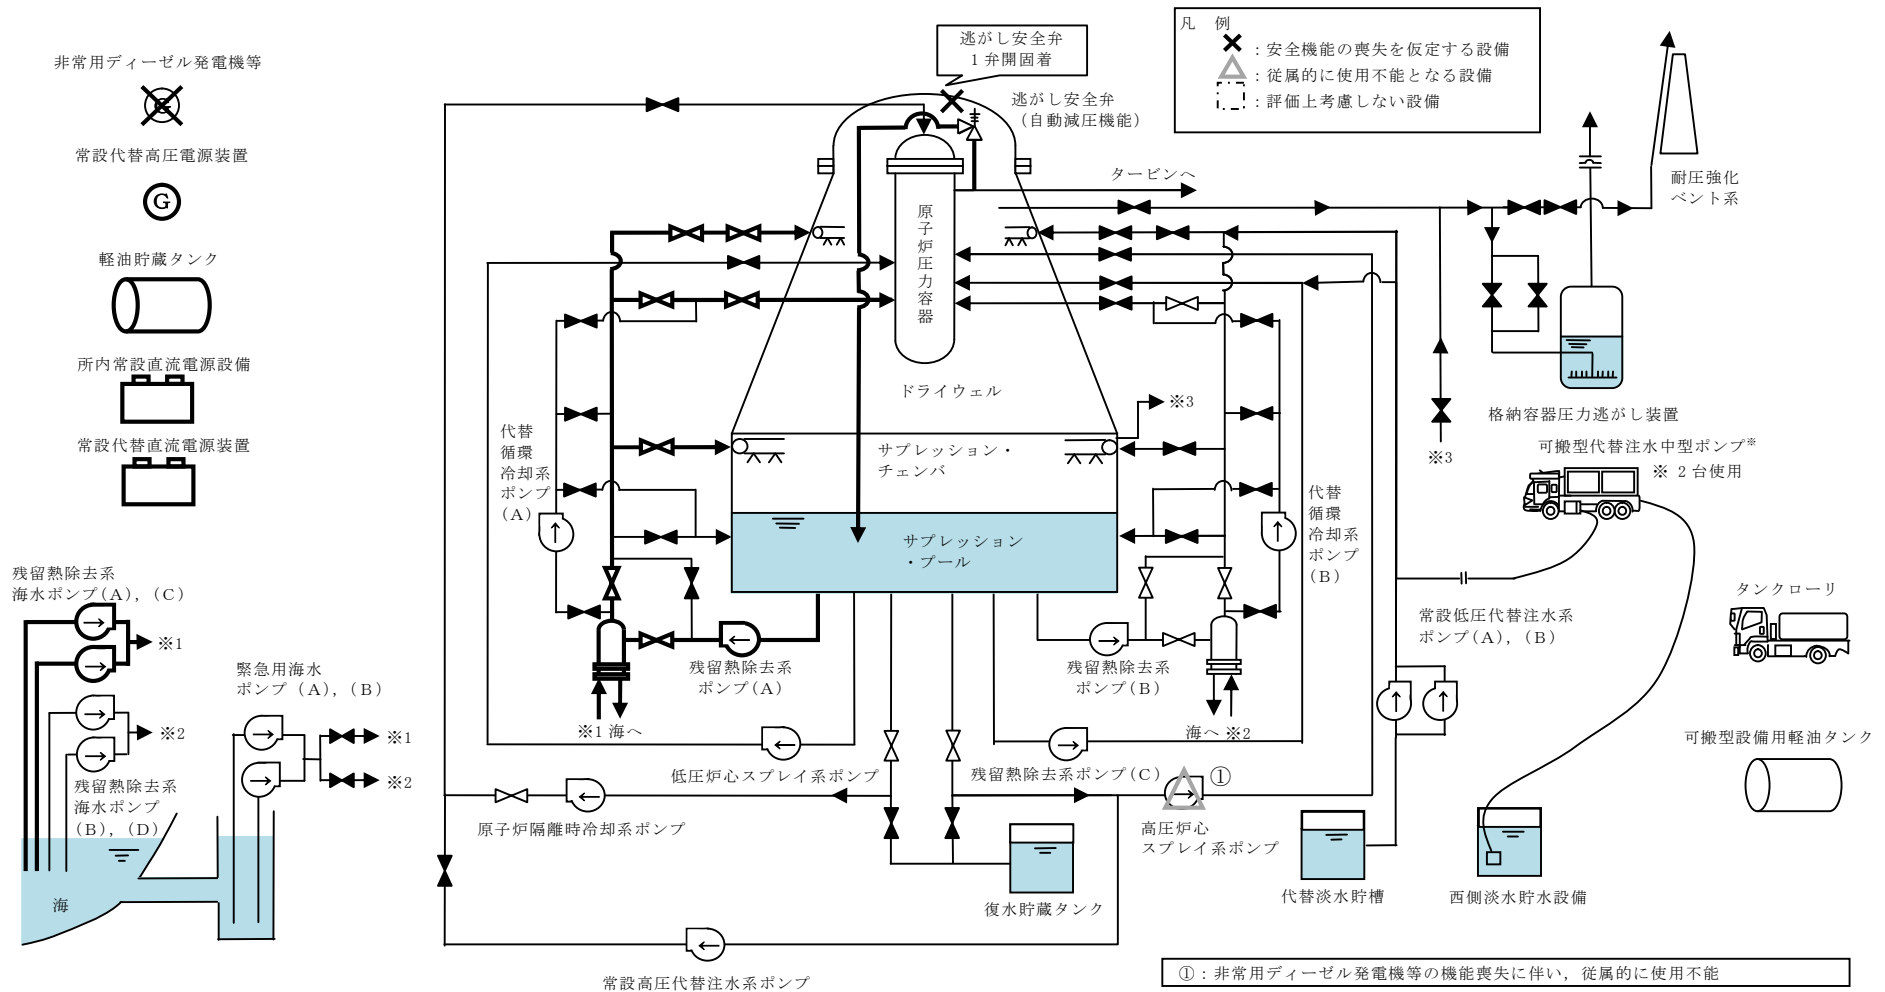 非常用ディーゼル発電機等
G
常設代替高圧電源装置
G
軽油貯蔵タンク
所内常設直流電源設備
常設代替直流電源装置
残留熱除去系
海水ポンプ(A),(C)
※1
※2
残留熱除去系
海水ポンプ
(B),(D)
緊急用海水
ポンプ(A),(B)
※1
※2
海
逃がし安全弁
1弁開固着
逃がし安全弁
(自動減圧機能)
凡 例
:安全機能の喪失を仮定する設備
:従属的に使用不能となる設備
:評価上考慮しない設備
タービンへ
耐圧強化
ベント系
原子炉圧力容器
ドライウェル
※3
サプレッション・
チェンバ
サプレッション
・プール
代替
循環
冷却系
ポンプ
(A)
代替
循環
冷却系
ポンプ
(B)
格納容器圧力逃がし装置
※3
可搬型代替注水中型ポンプ※
※ 2台使用
タンクローリ
可搬型設備用軽油タンク
常設低圧代替注水系
ポンプ(A),(B)
残留熱除去系
ポンプ(A)
※1 海へ
残留熱除去系
ポンプ(B)
海へ ※2
低圧炉心スプレイ系ポンプ
残留熱除去系ポンプ(C)
①
原子炉隔離時冷却系ポンプ
高圧炉心
スプレイ系ポンプ
復水貯蔵タンク
代替淡水貯槽
西側淡水貯水設備
常設高圧代替注水系ポンプ
①:非常用ディーゼル発電機等の機能喪失に伴い,従属的に使用不能